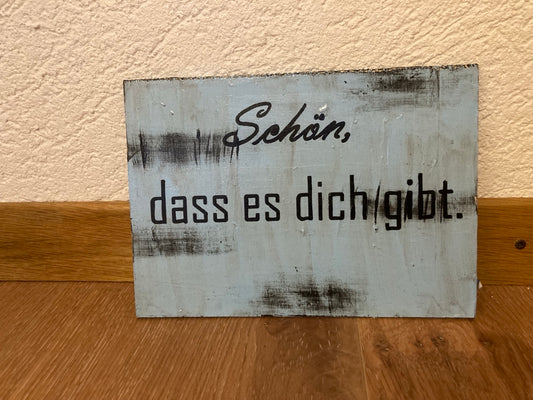 Schön,
dass es dich gibt.